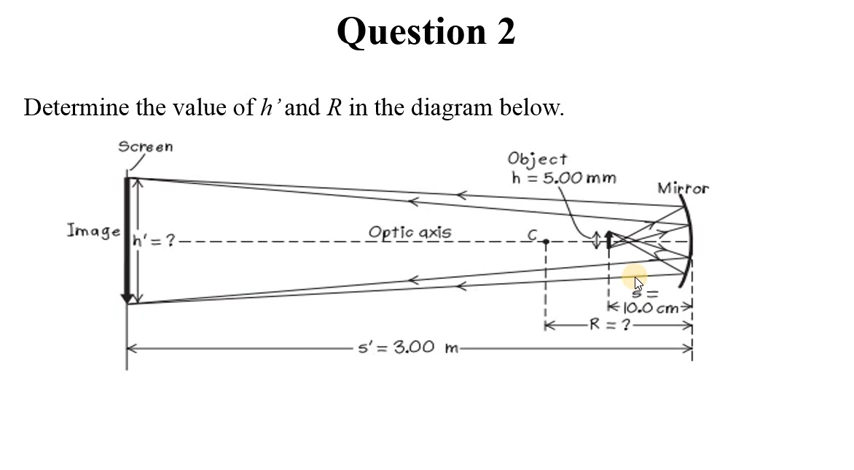 Question 2
Determine the value of h’ and R in the diagram below.
Screen
Object
h = 5.00 mm
Mirror
Image
h' = ?
Optic axis
C
s =
10.0 cm
R = ?
s' = 3.00 m